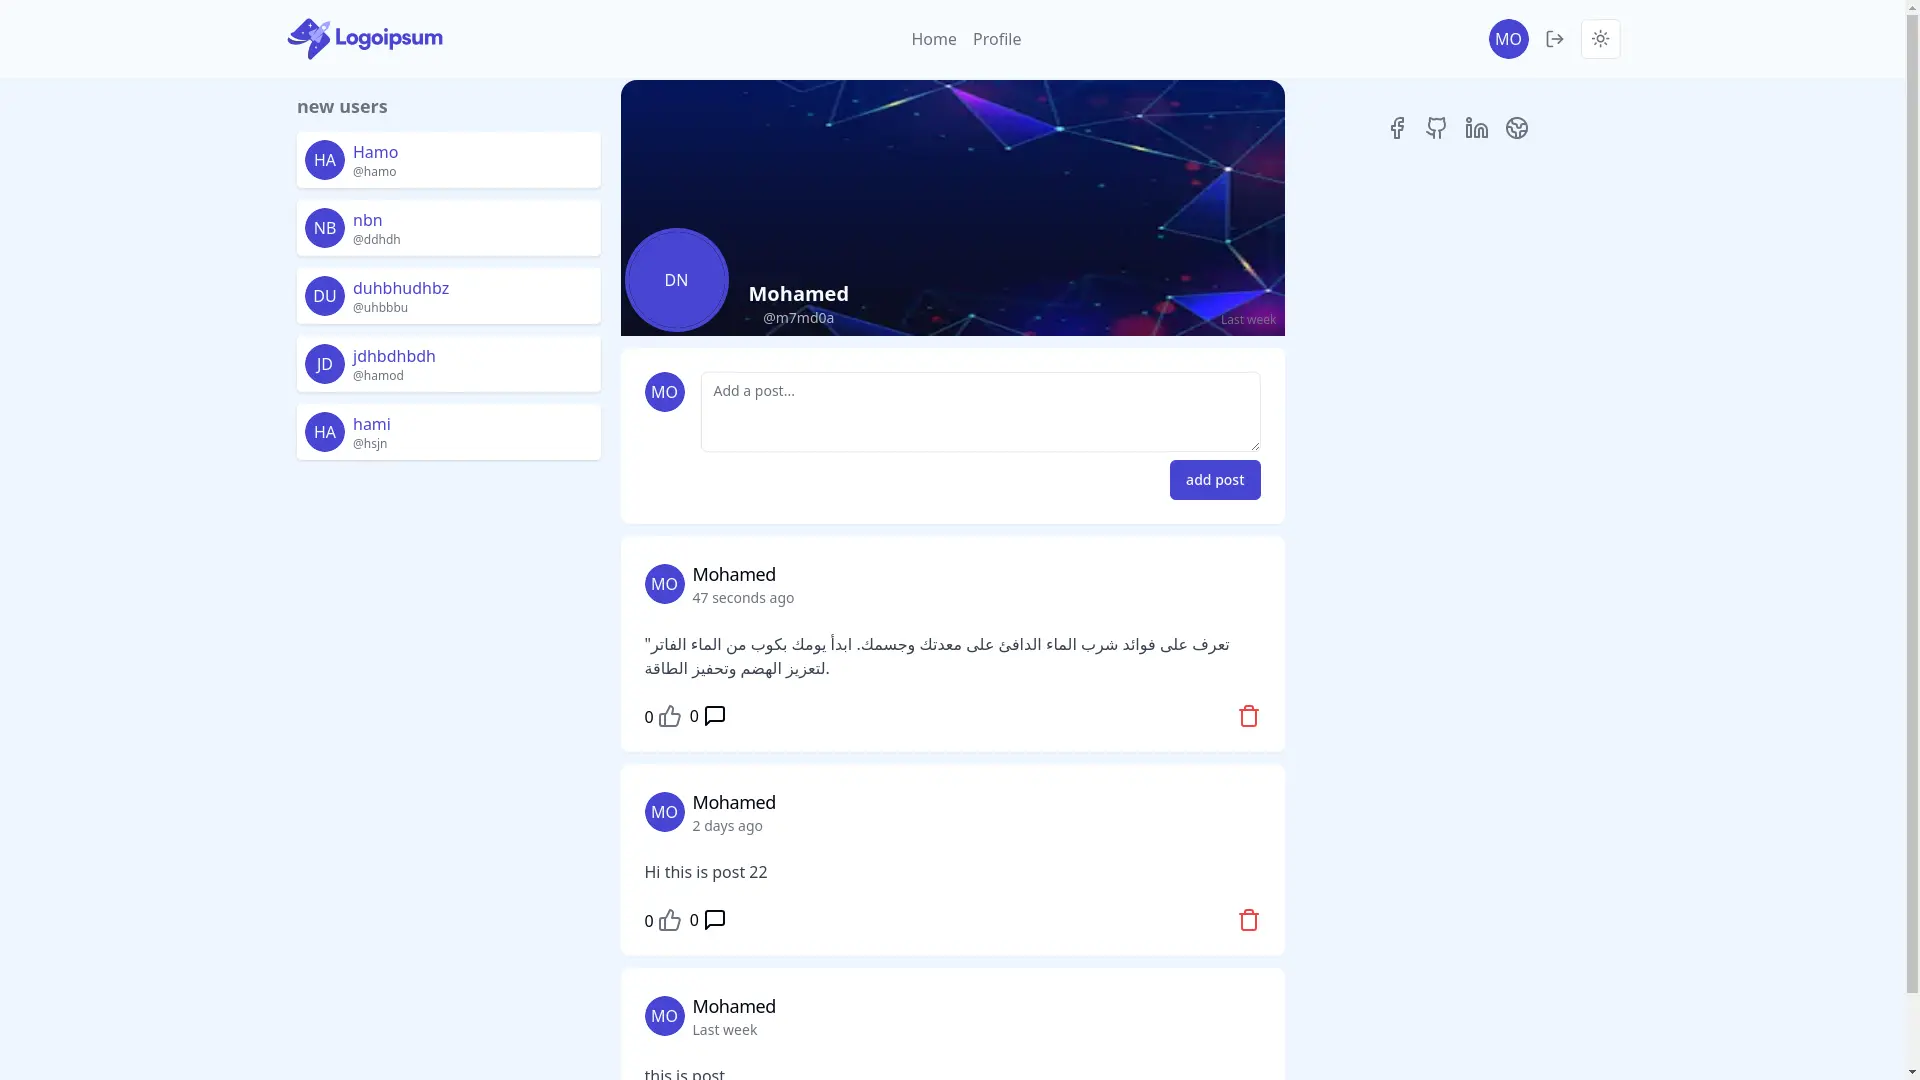 Logoipsum
Home
Profile
MO
new users
HA
Hamo
@hamo
NB
nbn
@ddhdh
DU
duhbhudhbz
@uhbbbu
JD
jdhbdhbdh
@hamod
HA
hami
@hsjn
DN
Mohamed
@m7md0a
Last week
MO
Add a post...
add post
MO
Mohamed
47 seconds ago
"تعرف على فوائد شرب الماء الدافئ على معدتك وجسمك. ابدأ يومك بكوب من الماء الفاتر
لتعزيز الهضم وتحفيز الطاقة.
0 0
MO
Mohamed
2 days ago
Hi this is post 22
0 0
MO
Mohamed
Last week
this is post